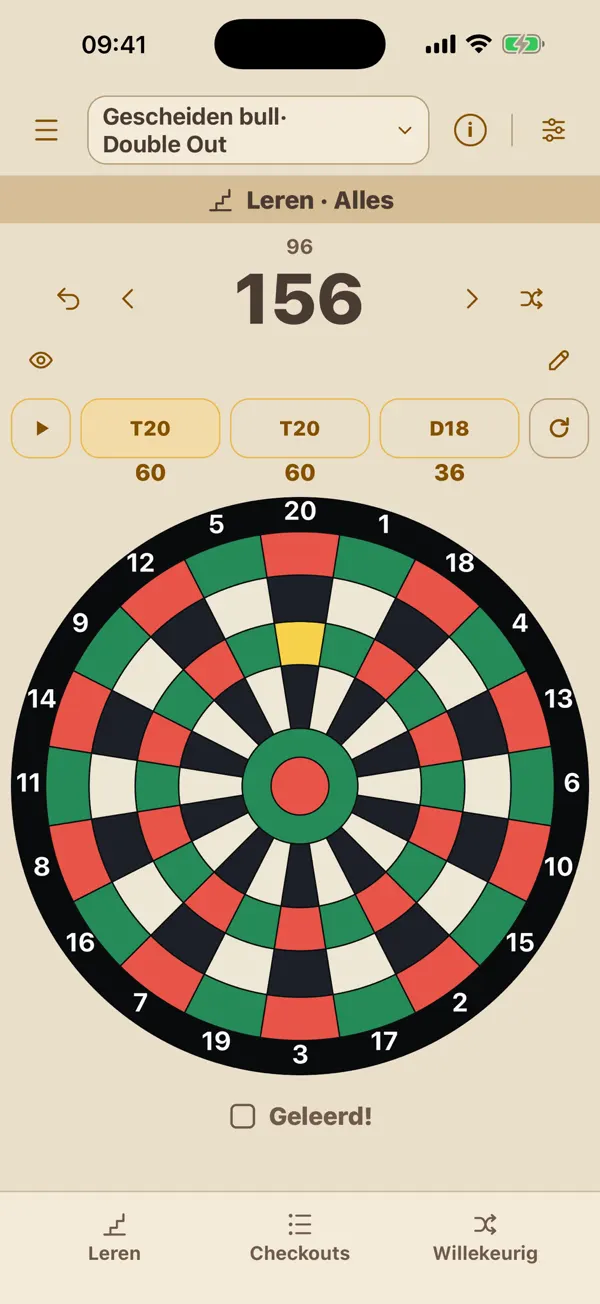 09:41
Gescheiden bull·
Double Out
Leren · Alles
96
156
T20 T20 D18
60 60 36
20
5 1
12 18
9 4
14 13
11 6
8 10
16 15
7 2
19 17
3
Geleerd!
Leren Checkouts Willekeurig